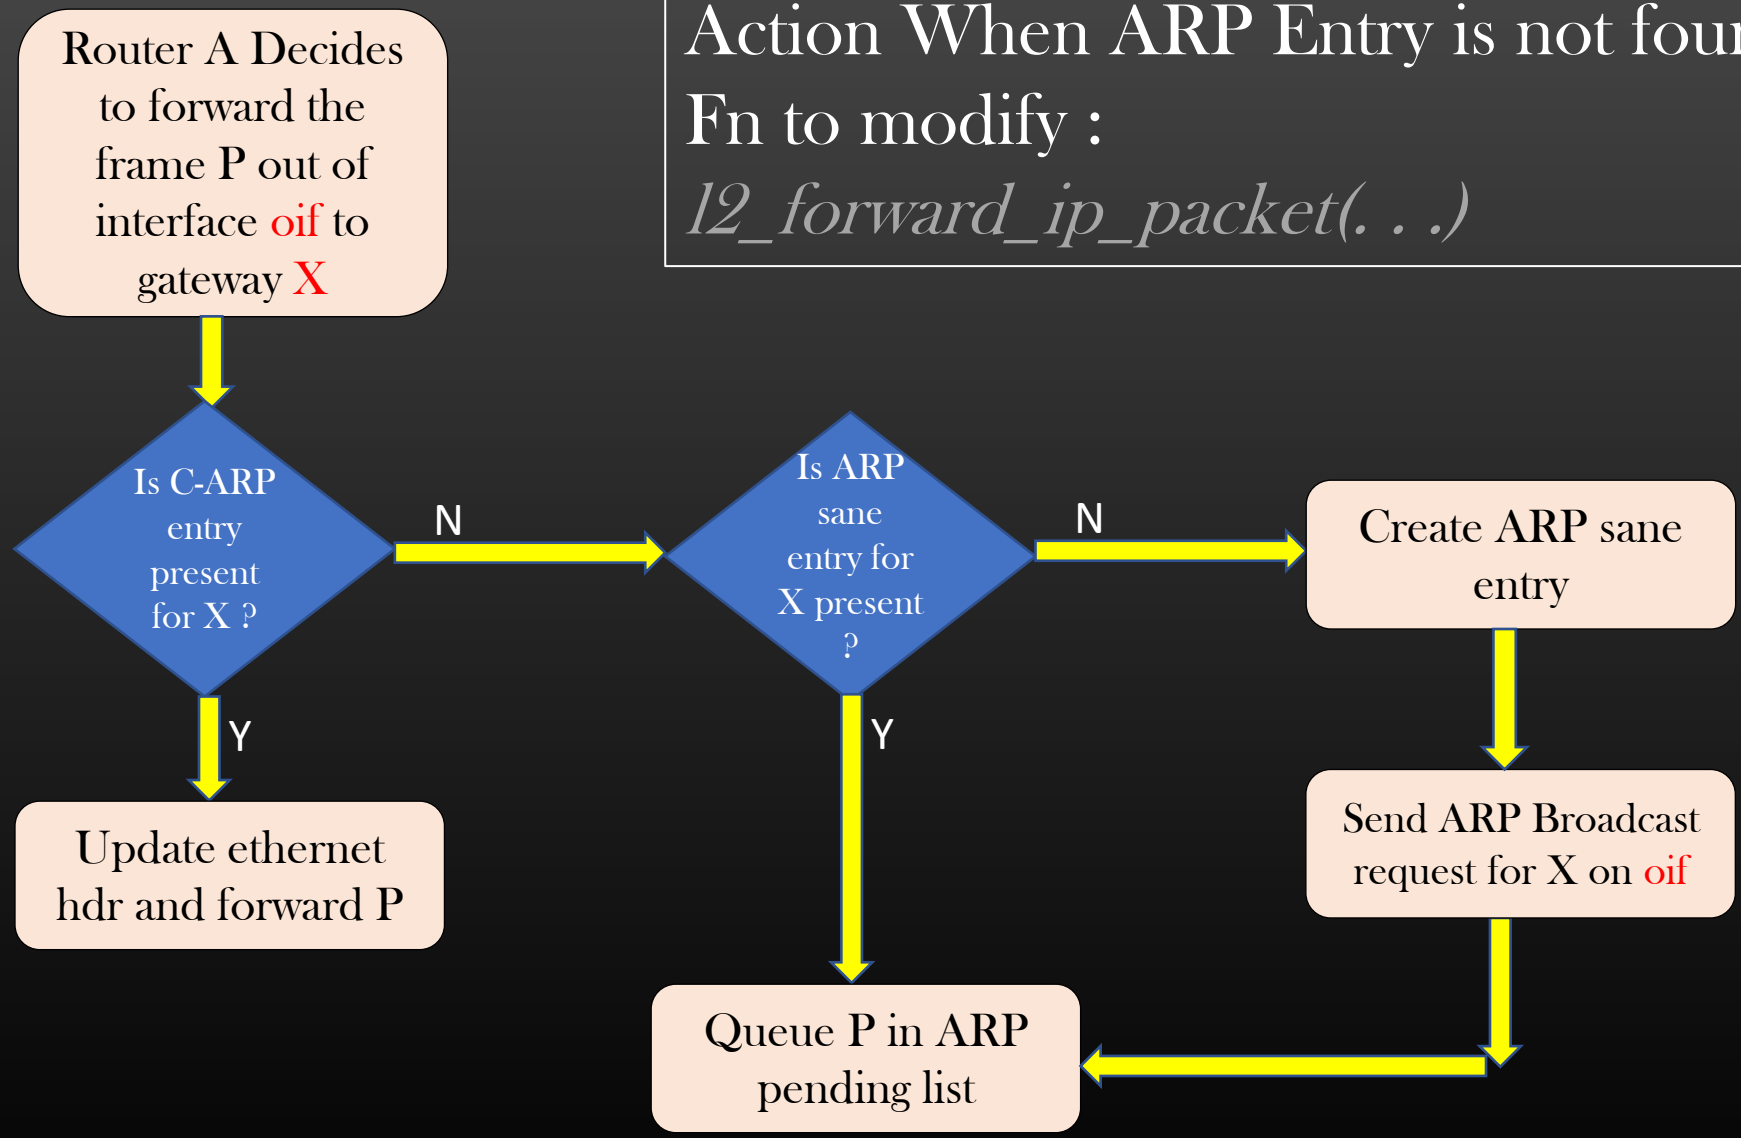 Router A Decides
to forward the
frame P out of
interface oif to
gateway X
Action When ARP Entry is not
Fn to modify :
l2_forward_ip_packet(. . .)
Is C-ARP
entry
present
for X ?
N
Is ARP
sane
entry for
X present
?
N
Create ARP sane
entry
Y
Y
Update ethernet
hdr and forward P
Send ARP Broadcast
request for X on oif
Queue P in ARP
pending list